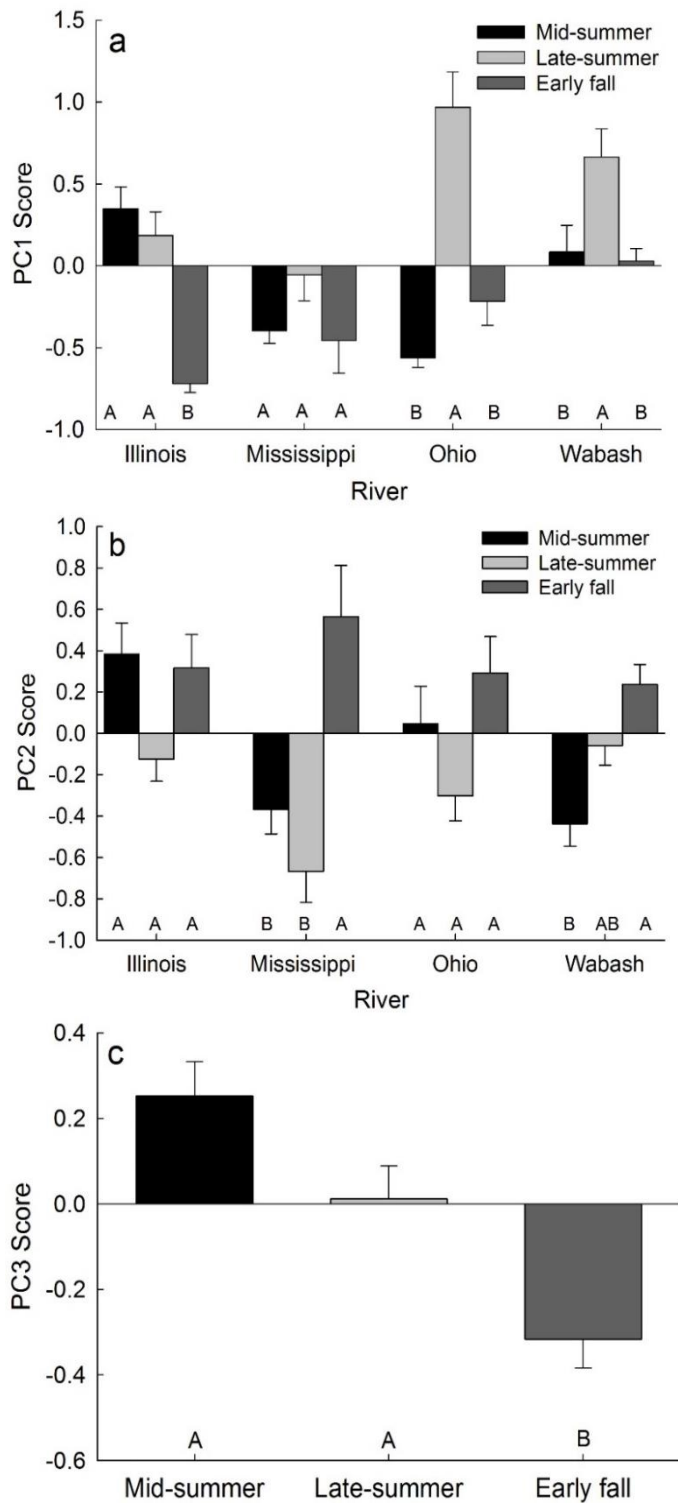 a
Mid-summer
Late-summer
Early fall
1.5
1.0
0.5
0.0
-0.5
-1.0
PC1 Score
A A B A A A B A B B A B
Illinois Mississippi Ohio Wabash
River
b
Mid-summer
Late-summer
Early fall
1.0
0.8
0.6
0.4
0.2
0.0
-0.2
-0.4
-0.6
-0.8
-1.0
PC2 Score
A A A B B A A A A B AB A
Illinois Mississippi Ohio Wabash
River
c
0.4
0.2
0.0
-0.2
-0.4
-0.6
PC3 Score
A A B
Mid-summer Late-summer Early fall